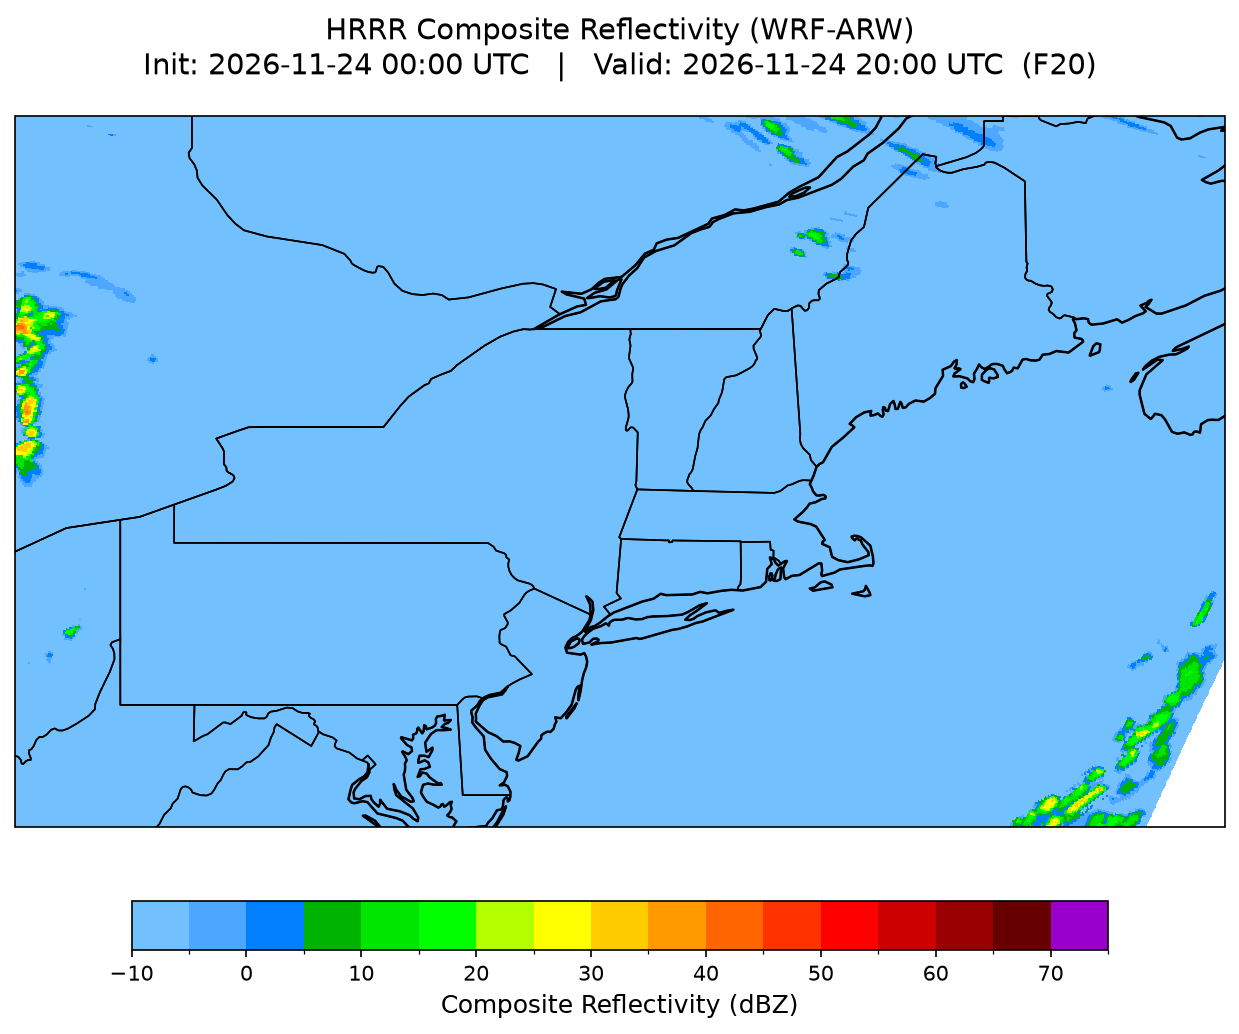 HRRR Composite Reflectivity (WRF-ARW)
Init: 2026-11-24 00:00 UTC   |   Valid: 2026-11-24 20:00 UTC  (F20)
−10 0 10 20 30 40 50 60 70
Composite Reflectivity (dBZ)